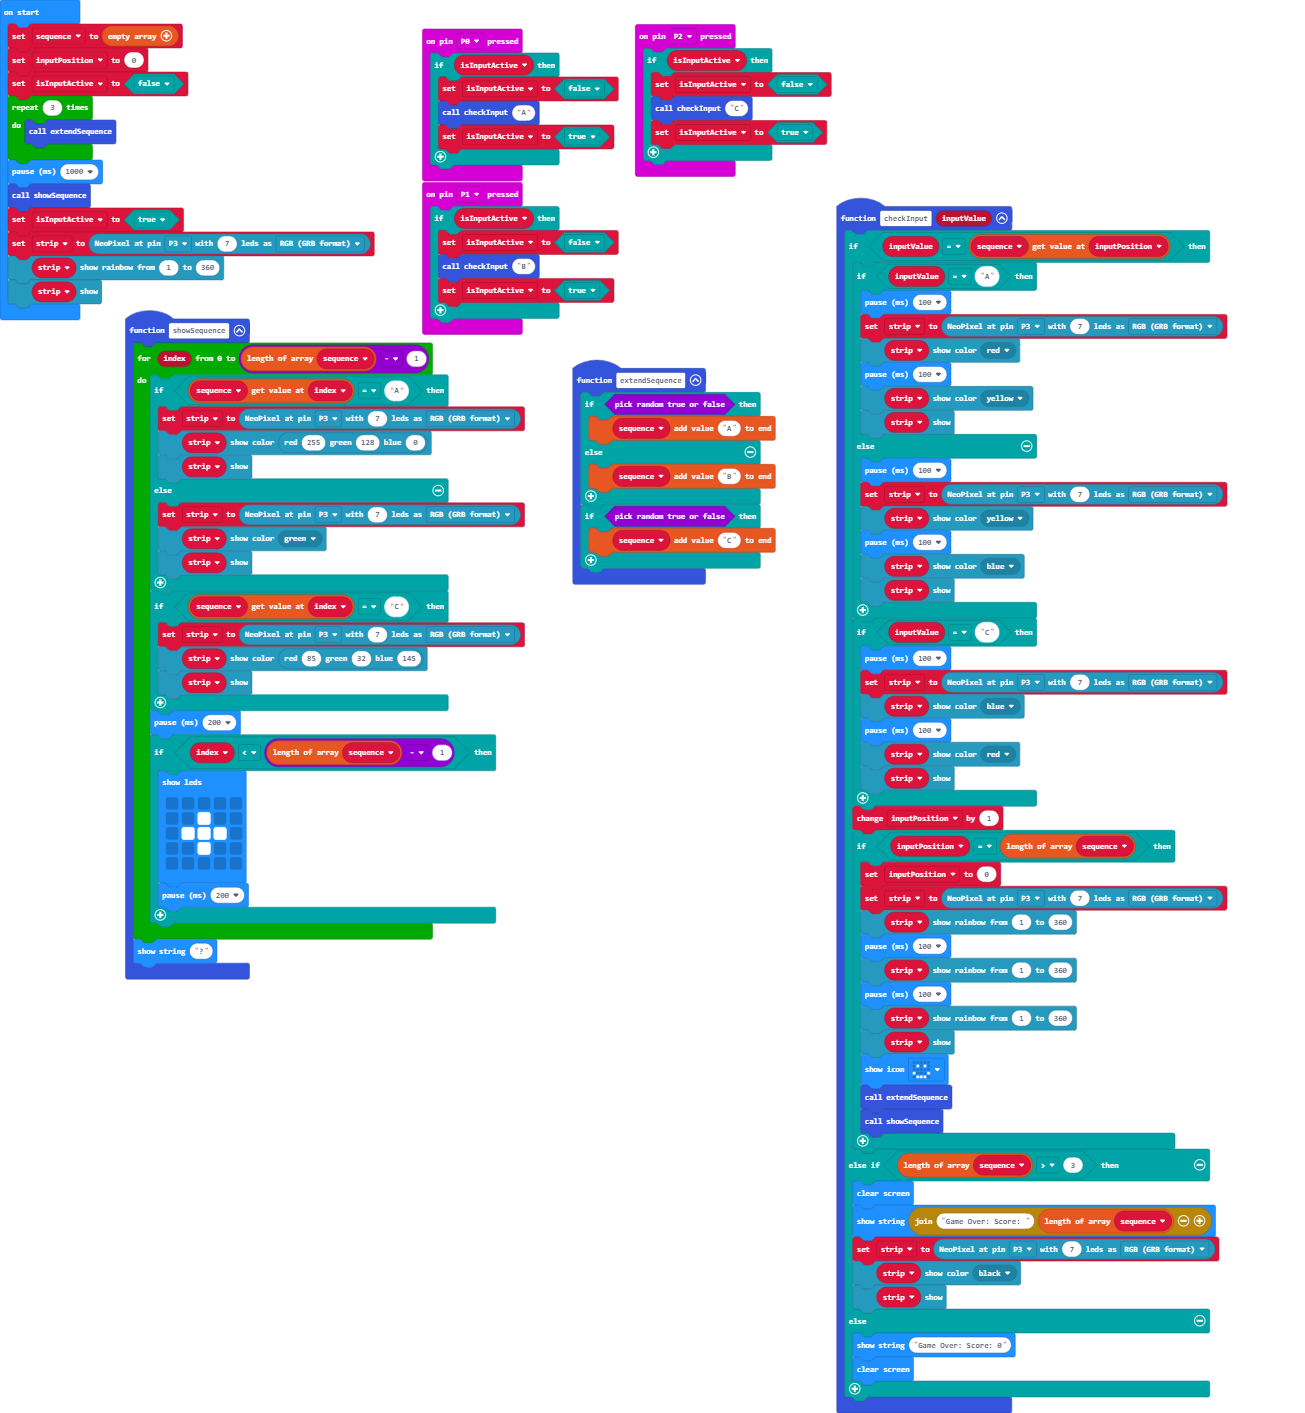 on start
set sequence to empty array
set inputPosition to 0
set isInputActive to false
repeat 3 times
do call extendSequence
pause (ms) 1000
call showSequence
set isInputActive to true
set strip to NeoPixel at pin P3 with 7 leds as RGB (GRB format)
strip show rainbow from 1 to 360
strip show
function showSequence
for index from 0 to length of array sequence - 1
do if sequence get value at index = "A" then
set strip to NeoPixel at pin P3 with 7 leds as RGB (GRB format)
strip show color red 255 green 128 blue 0
strip show
else
set strip to NeoPixel at pin P3 with 7 leds as RGB (GRB format)
strip show color green
strip show
if sequence get value at index = "C" then
set strip to NeoPixel at pin P3 with 7 leds as RGB (GRB format)
strip show color red 85 green 32 blue 145
strip show
pause (ms) 200
if index < length of array sequence - 1 then
show leds
pause (ms) 200
show string "?"
on pin P0 pressed
if isInputActive then
set isInputActive to false
call checkInput "A"
set isInputActive to true
on pin P1 pressed
if isInputActive then
set isInputActive to false
call checkInput "B"
set isInputActive to true
on pin P2 pressed
if isInputActive then
set isInputActive to false
call checkInput "C"
set isInputActive to true
function extendSequence
if pick random true or false then
sequence add value "A" to end
else
sequence add value "B" to end
if pick random true or false then
sequence add value "C" to end
function checkInput inputValue
if inputValue = sequence get value at inputPosition then
if inputValue = "A" then
pause (ms) 100
set strip to NeoPixel at pin P3 with 7 leds as RGB (GRB format)
strip show color red
pause (ms) 100
strip show color yellow
strip show
else
pause (ms) 100
set strip to NeoPixel at pin P3 with 7 leds as RGB (GRB format)
strip show color yellow
pause (ms) 100
strip show color blue
strip show
if inputValue = "C" then
pause (ms) 100
set strip to NeoPixel at pin P3 with 7 leds as RGB (GRB format)
strip show color blue
pause (ms) 100
strip show color red
strip show
change inputPosition by 1
if inputPosition = length of array sequence then
set inputPosition to 0
set strip to NeoPixel at pin P3 with 7 leds as RGB (GRB format)
strip show rainbow from 1 to 360
pause (ms) 100
strip show rainbow from 1 to 360
pause (ms) 100
strip show rainbow from 1 to 360
strip show
show icon
call extendSequence
call showSequence
else if length of array sequence > 3 then
clear screen
show string join "Game Over: Score: " length of array sequence
set strip to NeoPixel at pin P3 with 7 leds as RGB (GRB format)
strip show color black
strip show
else
show string "Game Over: Score: 0"
clear screen